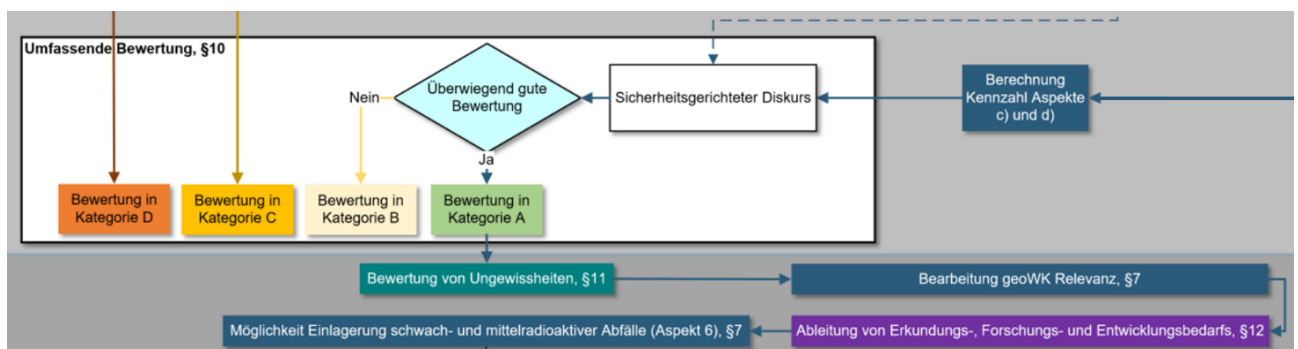 Umfassende Bewertung, §10
Überwiegend gute
Bewertung
Nein
Ja
Sicherheitsgerichteter Diskurs
Berechnung
Kennzahl Aspekte
c) und d)
Bewertung in
Kategorie D
Bewertung in
Kategorie C
Bewertung in
Kategorie B
Bewertung in
Kategorie A
Bewertung von Ungewissheiten, §11
Bearbeitung geoWK Relevanz, §7
Möglichkeit Einlagerung schwach- und mittelradioaktiver Abfälle (Aspekt 6), §7
Ableitung von Erkundungs-, Forschungs- und Entwicklungsbedarfs, §12